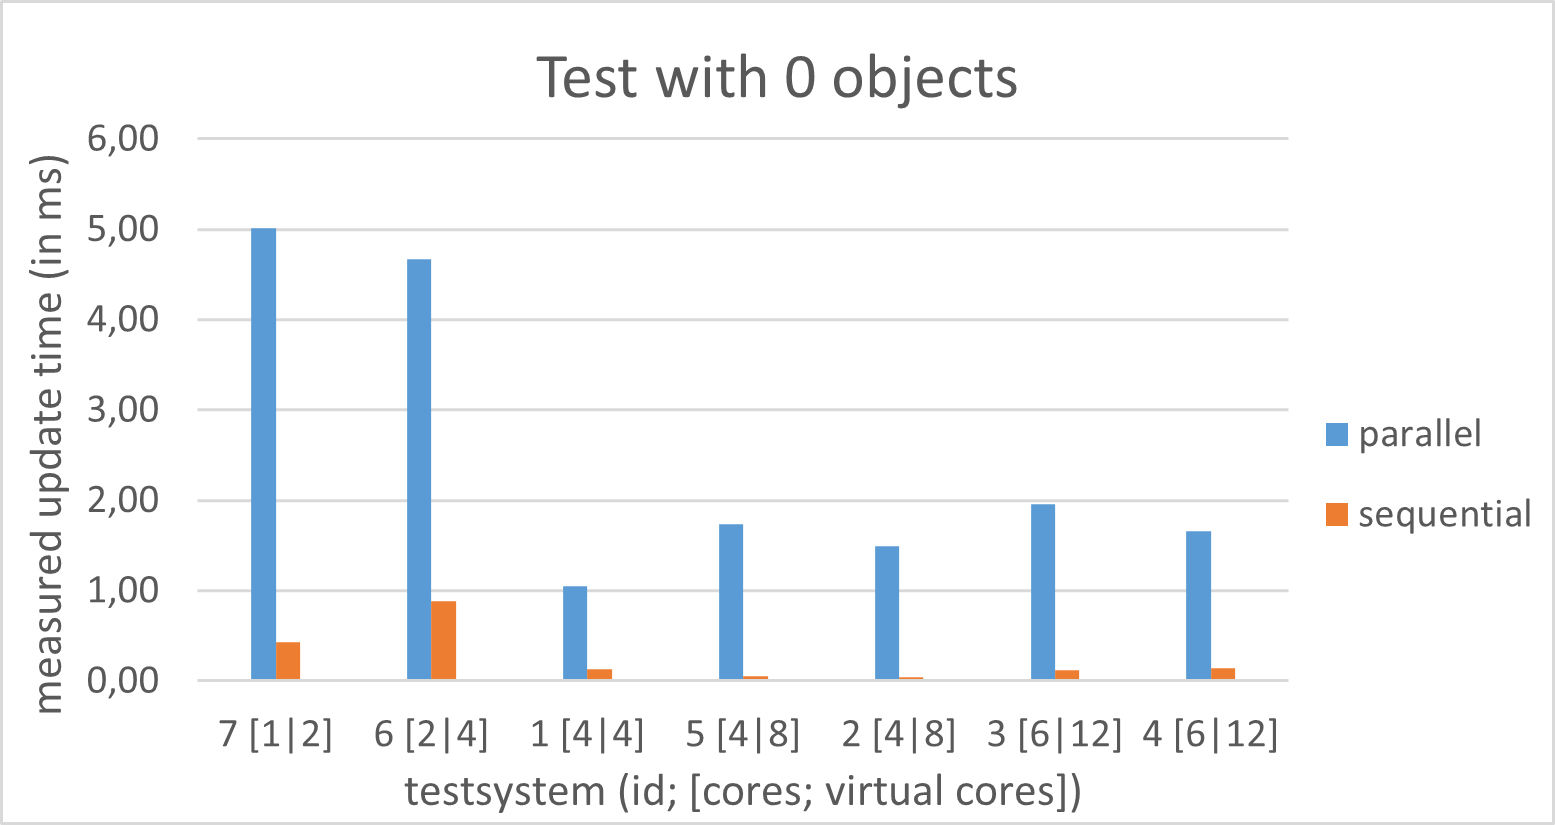 Test with 0 objects
measured update time (in ms)
6,00
5,00
4,00
3,00
2,00
1,00
0,00
7 [1|2] 6 [2|4] 1 [4|4] 5 [4|8] 2 [4|8] 3 [6|12] 4 [6|12]
testsystem (id; [cores; virtual cores])
parallel
sequential